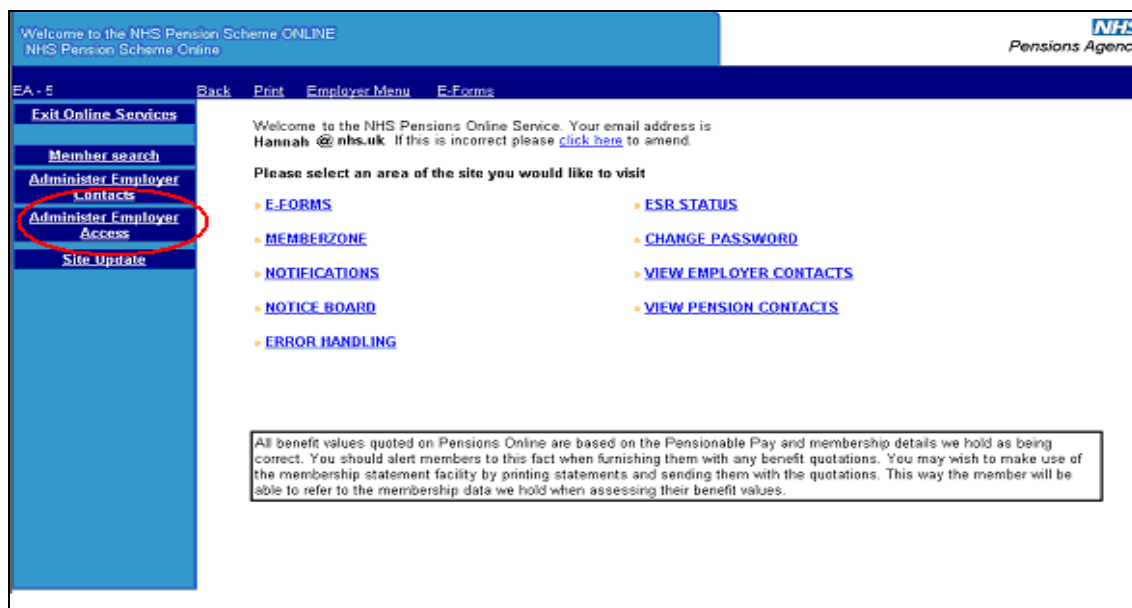 Welcome to the NHS Pension Scheme ONLINE
NHS Pension Scheme Online
NHS
Pensions Agenc
EA - 5
Back Print Employer Menu E-Forms
Exit Online Services
Member search
Administer Employer
Contacts
Administer Employer
Access
Site Update
Welcome to the NHS Pensions Online Service. Your email address is
Hannah @ nhs.uk If this is incorrect please click here to amend.
Please select an area of the site you would like to visit
» E-FORMS
» ESR STATUS
» MEMBERZONE
» CHANGE PASSWORD
» NOTIFICATIONS
» VIEW EMPLOYER CONTACTS
» NOTICE BOARD
» VIEW PENSION CONTACTS
» ERROR HANDLING
All benefit values quoted on Pensions Online are based on the Pensionable Pay and membership details we hold as being
correct. You should alert members to this fact when furnishing them with any benefit quotations. You may wish to make use of
the membership statement facility by printing statements and sending them with the quotations. This way the member will be
able to refer to the membership data we hold when assessing their benefit values.